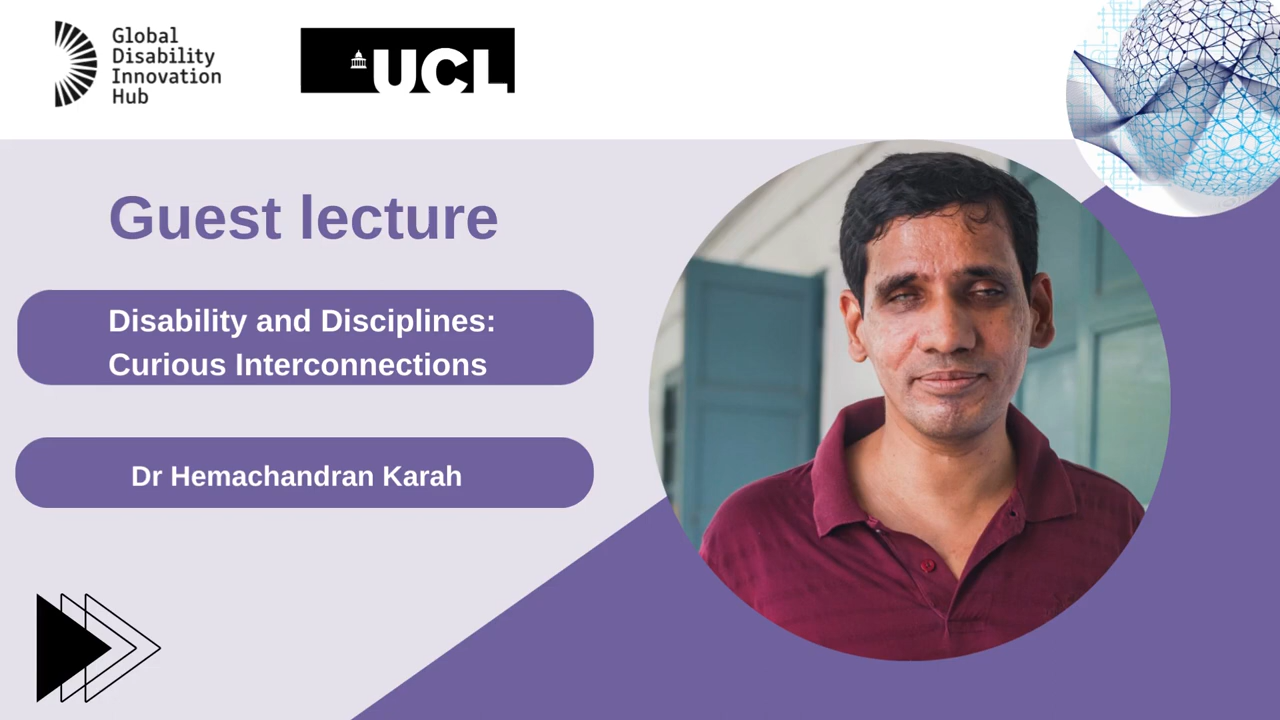 Global
Disability
Innovation
Hub
UCL
Guest lecture
Disability and Disciplines:
Curious Interconnections
Dr Hemachandran Karah